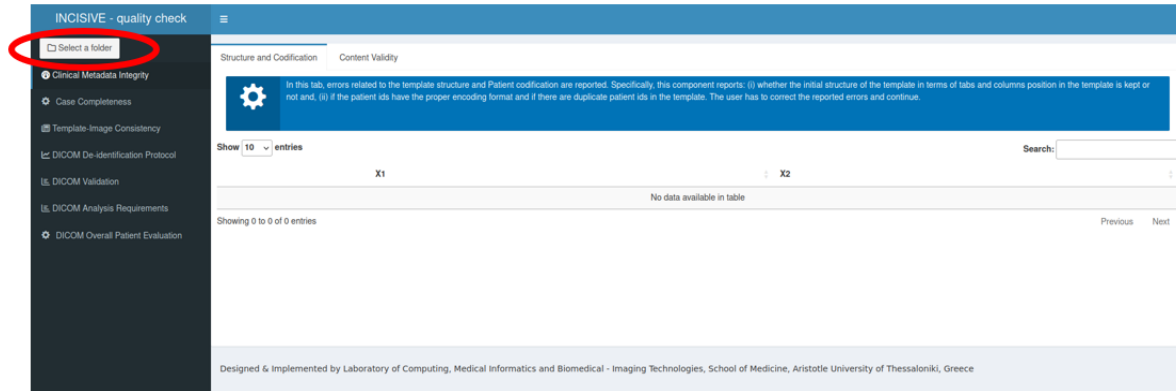 INCISIVE - quality check
Select a folder
Clinical Metadata Integrity
Case Completeness
Template-Image Consistency
DICOM De-identification Protocol
DICOM Validation
DICOM Analysis Requirements
DICOM Overall Patient Evaluation
Structure and Codification
Content Validity
In this tab, errors related to the template structure and Patient codification are reported. Specifically, this component reports: (i) whether the initial structure of the template in terms of tabs and columns position in the template is kept or
not and, (ii) if the patient ids have the proper encoding format and if there are duplicate patient ids in the template. The user has to correct the reported errors and continue.
Show 10 entries
Search:
X1
X2
No data available in table
Showing 0 to 0 of 0 entries
Previous
Next
Designed & Implemented by Laboratory of Computing, Medical Informatics and Biomedical - Imaging Technologies, School of Medicine, Aristotle University of Thessaloniki, Greece